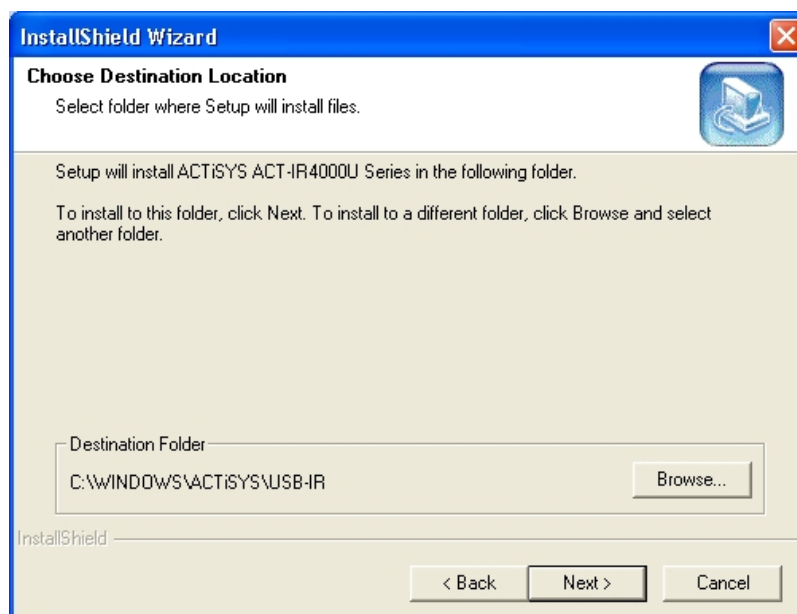 InstallShield Wizard
Choose Destination Location
Select folder where Setup will install files.
Setup will install ACTiSYS ACT-IR4000U Series in the following folder.
To install to this folder, click Next. To install to a different folder, click Browse and select
another folder.
Destination Folder
C:\WINDOWS\ACTiSYS\USB-IR
Browse...
InstallShield
< Back
Next >
Cancel